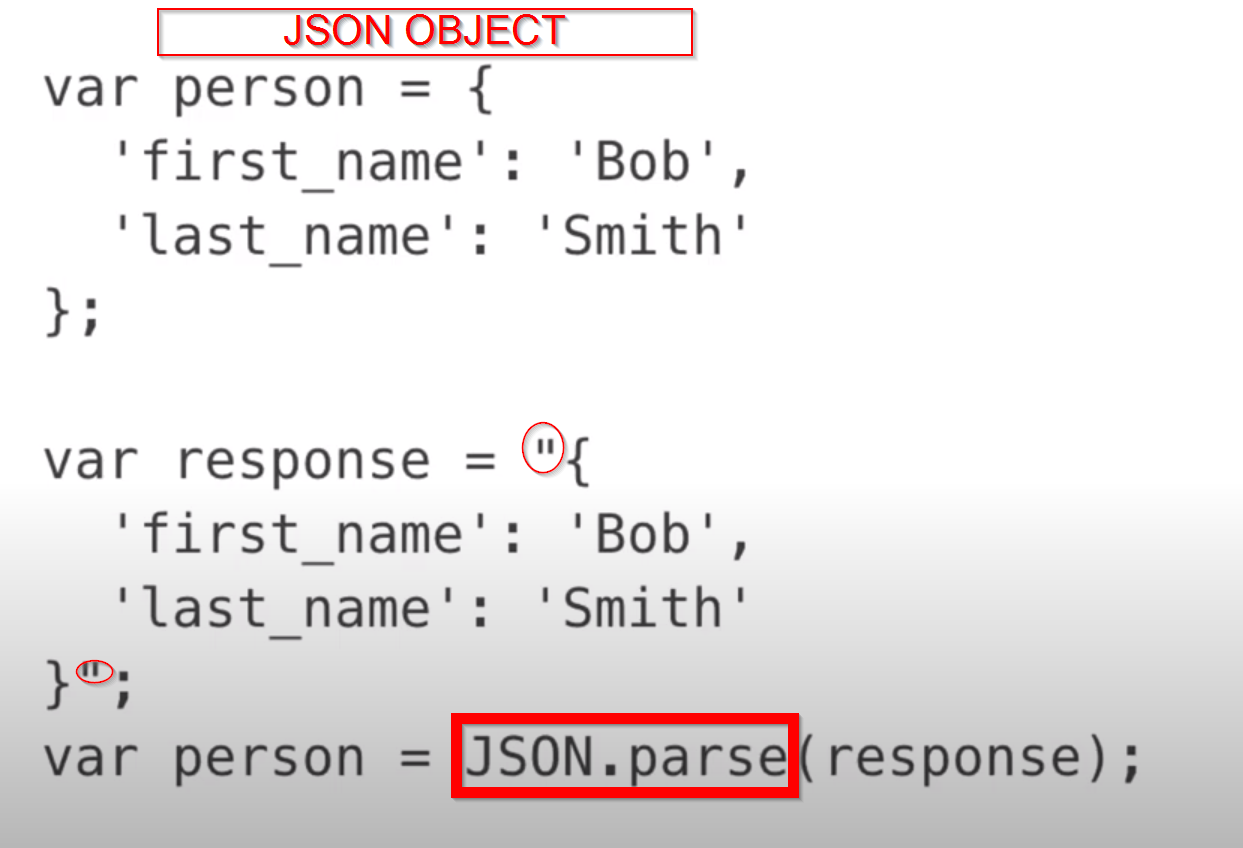 JSON OBJECT
var person = {
  'first_name': 'Bob',
  'last_name': 'Smith'
};
var response = "{
  'first_name': 'Bob',
  'last_name': 'Smith'
}";
var person = JSON.parse(response);